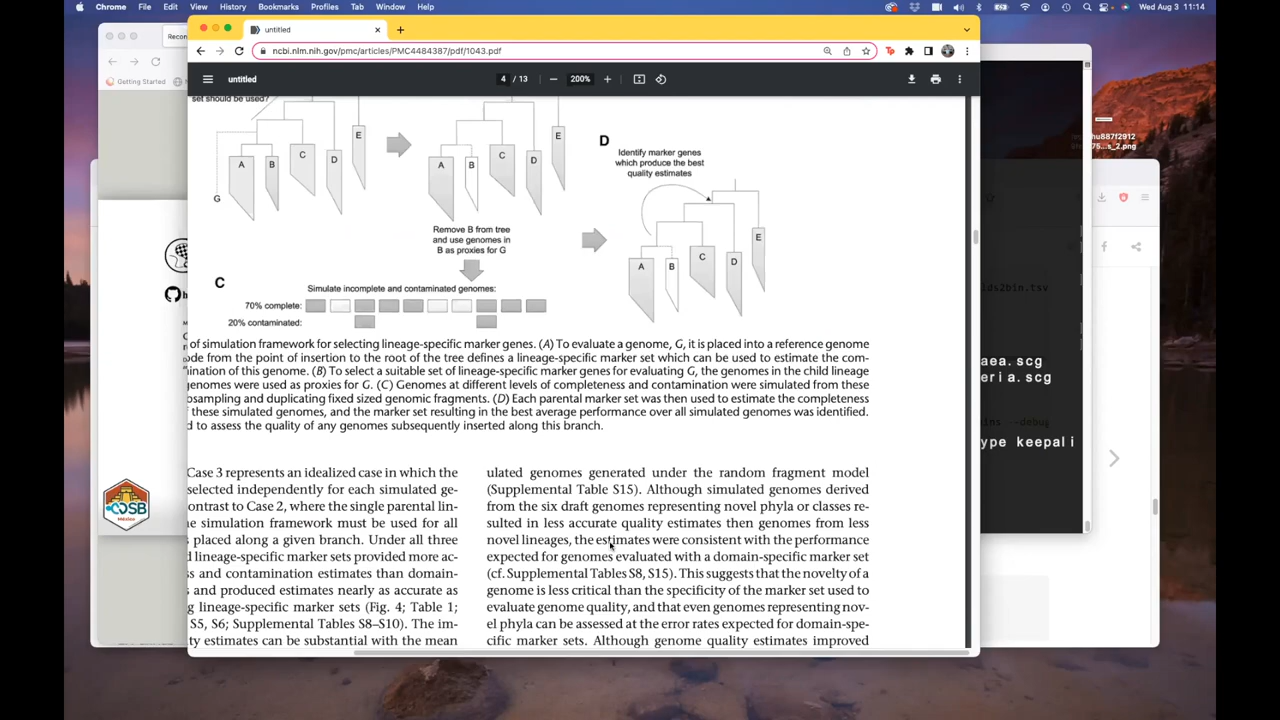 Chrome File Edit View History Bookmarks Profiles Tab Window Help
Wed Aug 3 11:14
untitled
Recon
ncbi.nlm.nih.gov/pmc/articles/PMC4484387/pdf/1043.pdf
Getting Started
untitled
4 / 13
200%
set should be used?
A
B
C
D
E
G
A
B
C
D
E
Remove B from tree
and use genomes in
B as proxies for G
D
Identify marker genes
which produce the best
quality estimates
A
B
C
D
E
C
Simulate incomplete and contaminated genomes:
70% complete:
20% contaminated:
of simulation framework for selecting lineage-specific marker genes. (A) To evaluate a genome, G, it is placed into a reference genome
ode from the point of insertion to the root of the tree defines a lineage-specific marker set which can be used to estimate the com-
ination of this genome. (B) To select a suitable set of lineage-specific marker genes for evaluating G, the genomes in the child lineage
genomes were used as proxies for G. (C) Genomes at different levels of completeness and contamination were simulated from these
bsampling and duplicating fixed sized genomic fragments. (D) Each parental marker set was then used to estimate the completeness
these simulated genomes, and the marker set resulting in the best average performance over all simulated genomes was identified.
d to assess the quality of any genomes subsequently inserted along this branch.
Case 3 represents an idealized case in which the
selected independently for each simulated ge-
ontrast to Case 2, where the single parental lin-
e simulation framework must be used for all
placed along a given branch. Under all three
d lineage-specific marker sets provided more ac-
s and contamination estimates than domain-
and produced estimates nearly as accurate as
g lineage-specific marker sets (Fig. 4; Table 1;
S5, S6; Supplemental Tables S8–S10). The im-
ty estimates can be substantial with the mean
ulated genomes generated under the random fragment model
(Supplemental Table S15). Although simulated genomes derived
from the six draft genomes representing novel phyla or classes re-
sulted in less accurate quality estimates then genomes from less
novel lineages, the estimates were consistent with the performance
expected for genomes evaluated with a domain-specific marker set
(cf. Supplemental Tables S8, S15). This suggests that the novelty of a
genome is less critical than the specificity of the marker set used to
evaluate genome quality, and that even genomes representing nov-
el phyla can be assessed at the error rates expected for domain-spe-
cific marker sets. Although genome quality estimates improved
hu887f2912
75...s_2.png
lds2bin.tsv
aea.scg
eria.scg
bins --debug
ype keepali
COSB
México